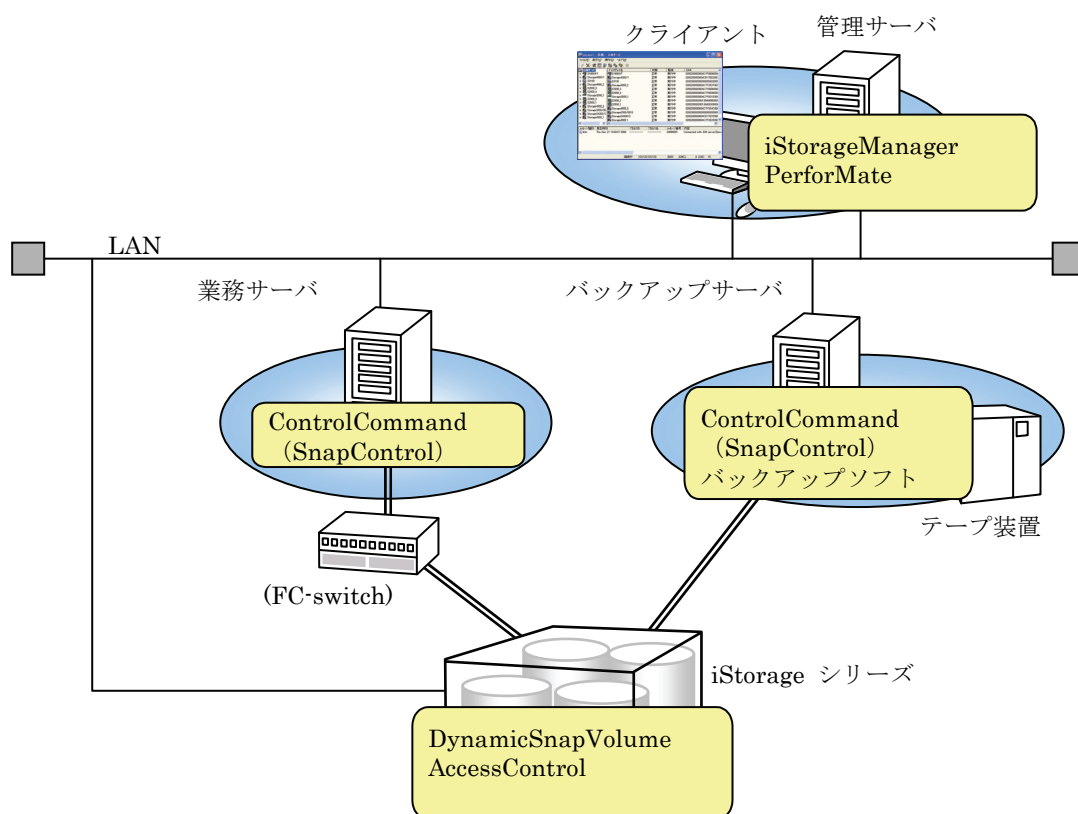 クライアント
管理サーバ
iStorageManager
PerforMate
LAN
業務サーバ
バックアップサーバ
ControlCommand
(SnapControl)
ControlCommand
(SnapControl)
バックアップソフト
テープ装置
(FC-switch)
iStorage シリーズ
DynamicSnapVolume
AccessControl